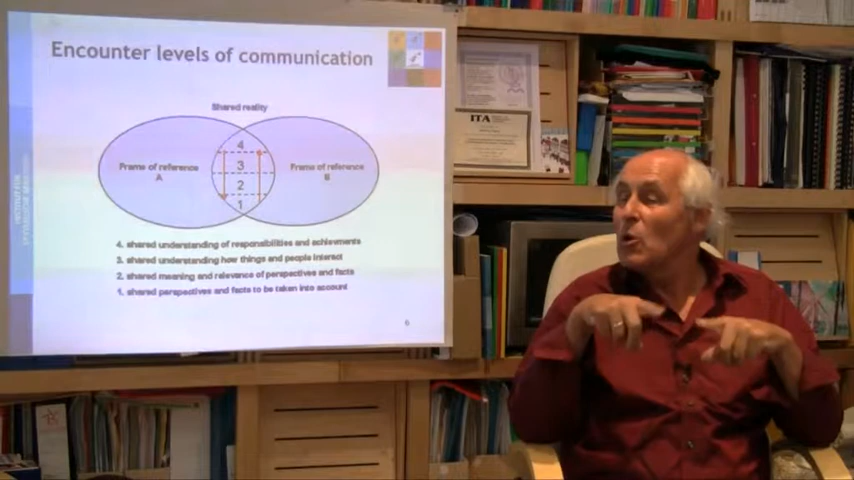 Encounter levels of communication
Shared reality
4
Frame of reference
A
3
Frame of reference
B
2
1
4. shared understanding of responsibilities and achievments
3. shared understanding how things and people interact
2. shared meaning and relevance of perspectives and facts
1. shared perspectives and facts to be taken into account
6
ITA